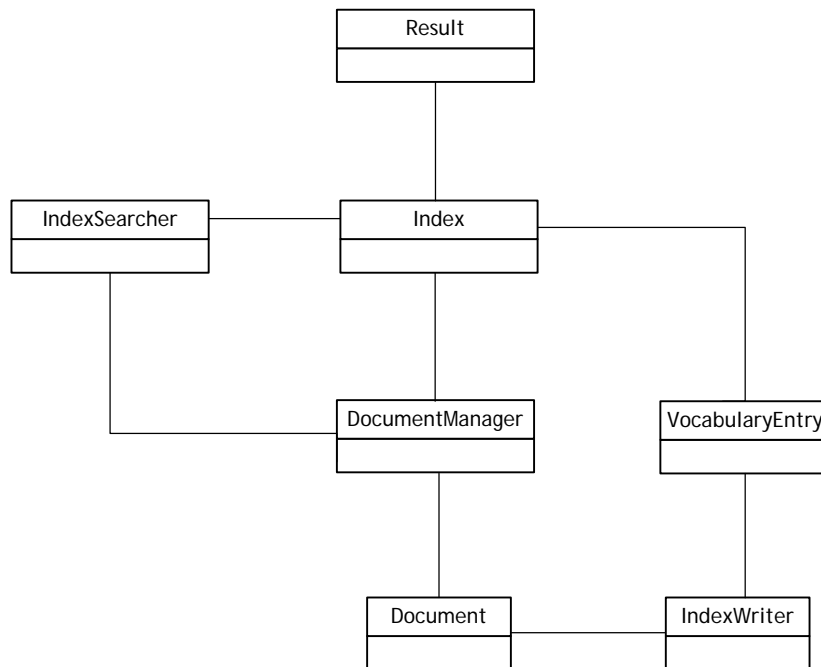 Result
IndexSearcher
Index
DocumentManager
VocabularyEntry
Document
IndexWriter